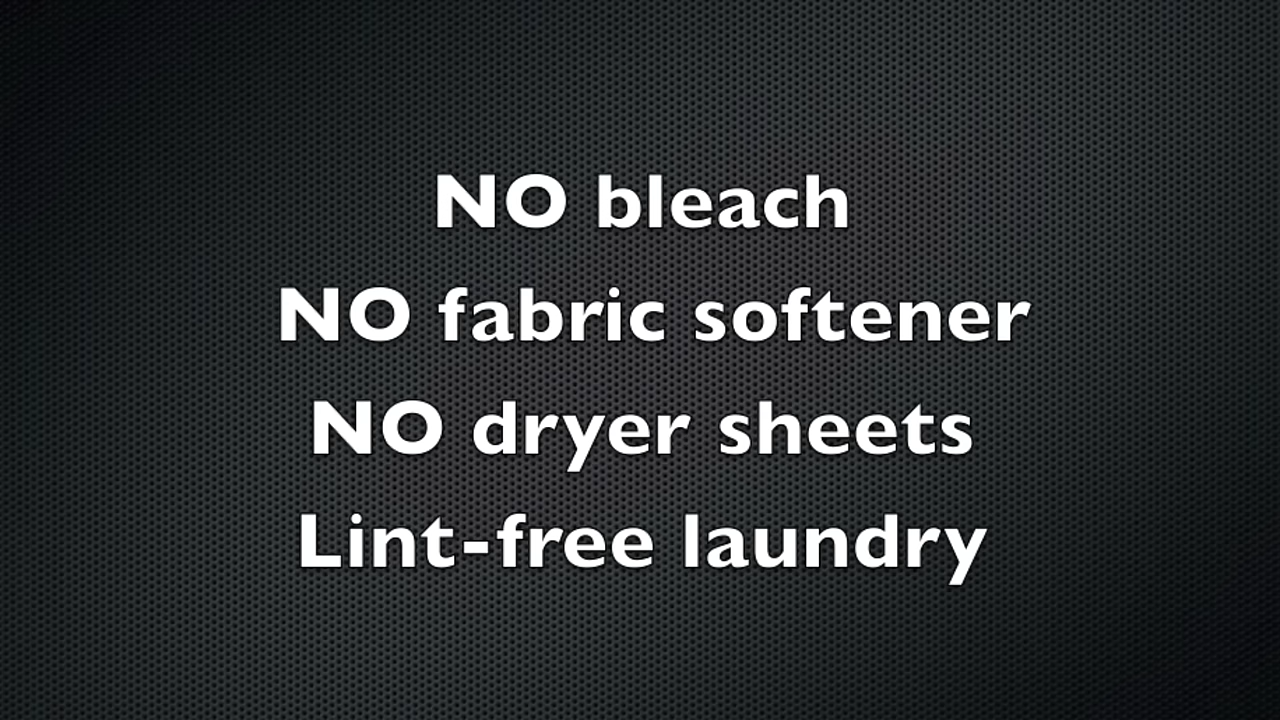 NO bleach
NO fabric softener
NO dryer sheets
Lint-free laundry